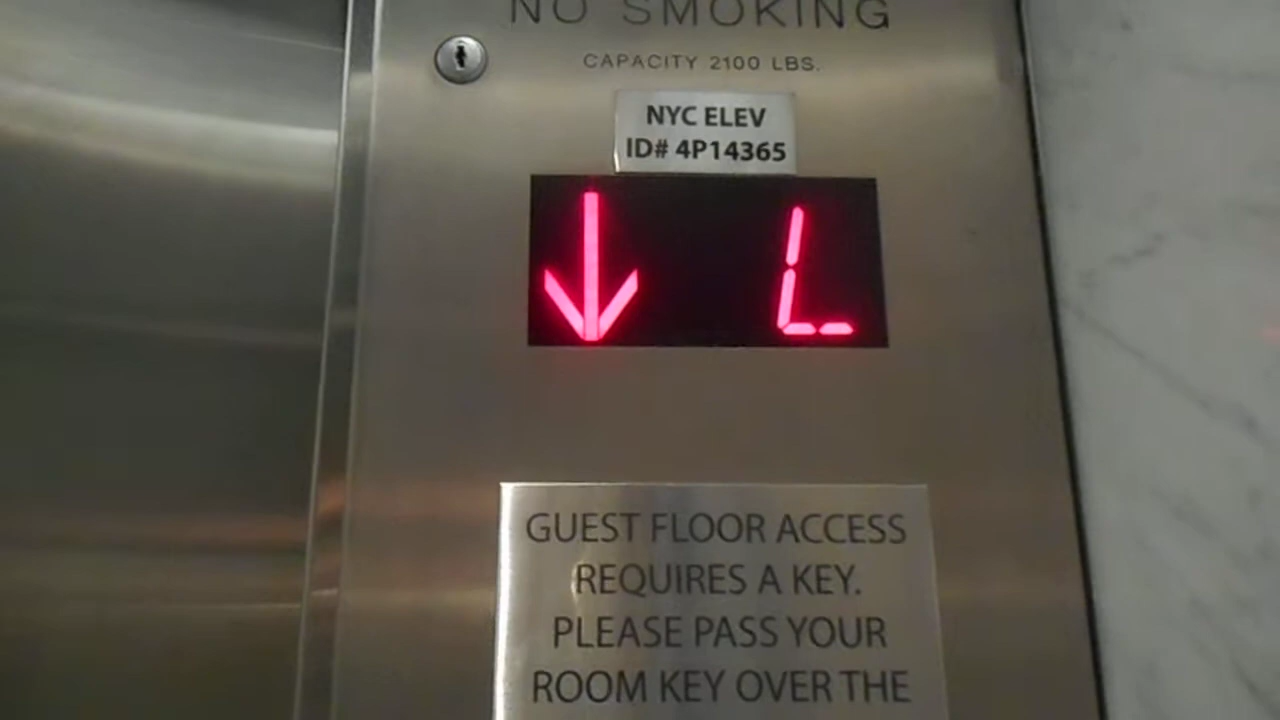 NO SMOKING
CAPACITY 2100 LBS.
NYC ELEV
ID# 4P14365
↓ L
GUEST FLOOR ACCESS
REQUIRES A KEY.
PLEASE PASS YOUR
ROOM KEY OVER THE